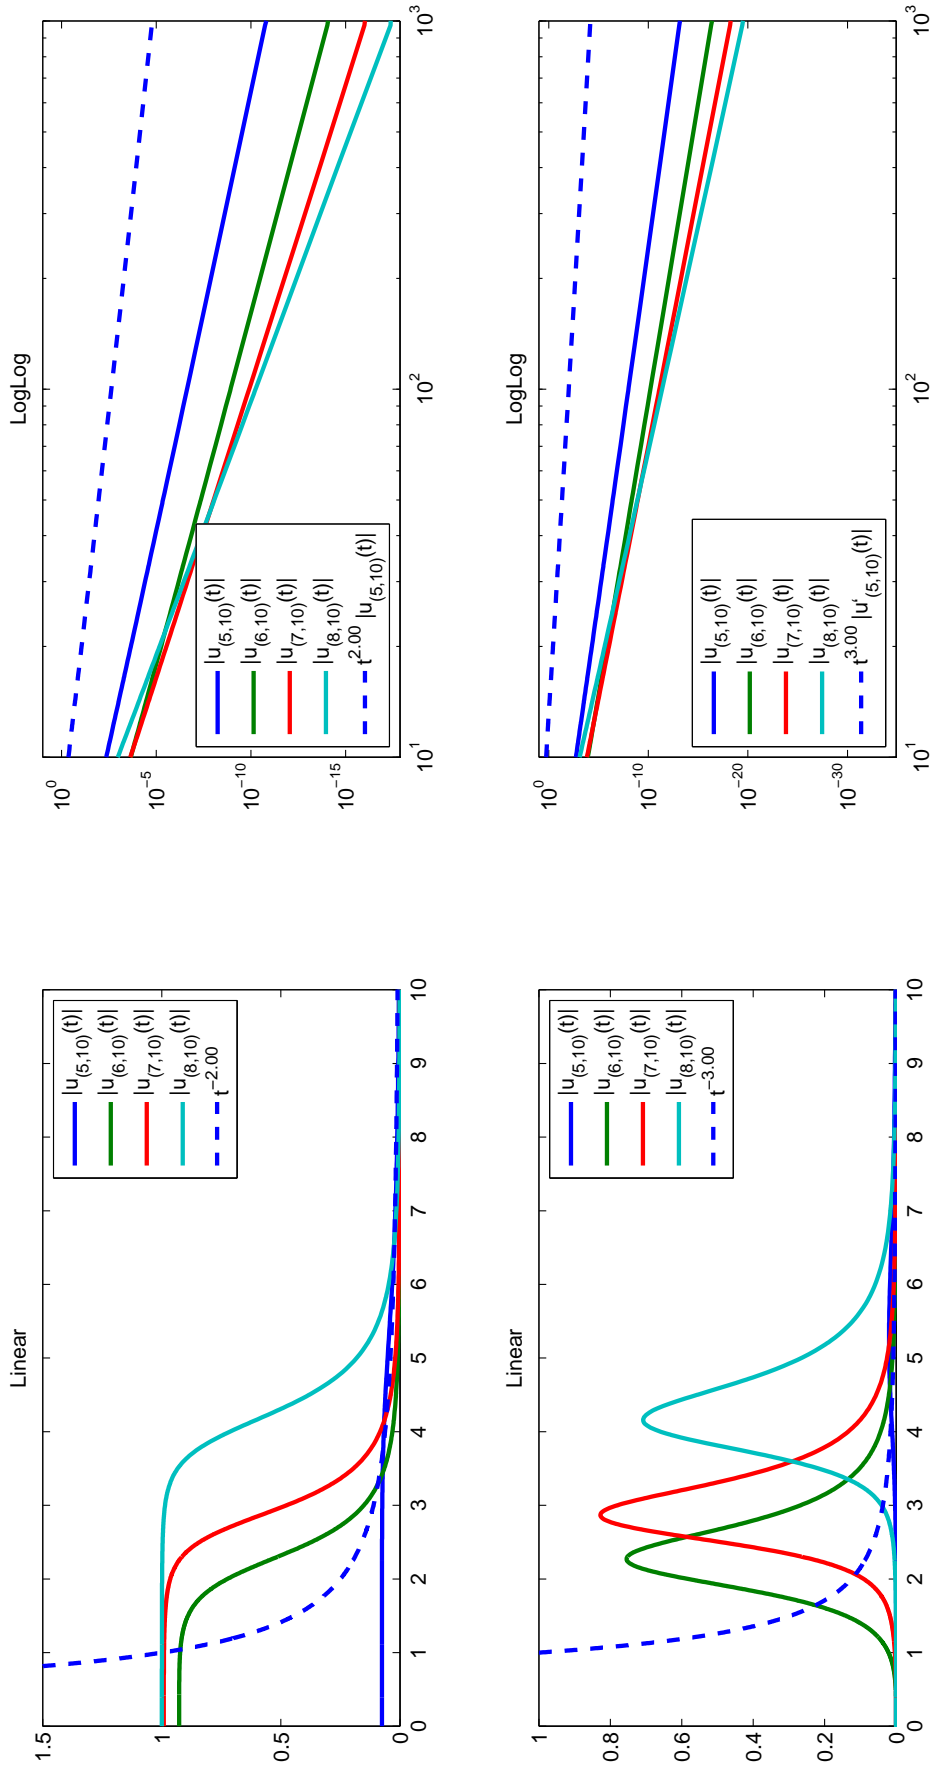 Linear
1.5
1
0.5
0
0 1 2 3 4 5 6 7 8 9 10
|u(5,10)(t)|
|u(6,10)(t)|
|u(7,10)(t)|
|u(8,10)(t)|
t−2.00
LogLog
10^0
10^−5
10^−10
10^−15
10^1 10^2 10^3
|u(5,10)(t)|
|u(6,10)(t)|
|u(7,10)(t)|
|u(8,10)(t)|
t2.00 |u(5,10)(t)|
Linear
1
0.8
0.6
0.4
0.2
0
0 1 2 3 4 5 6 7 8 9 10
|u(5,10)(t)|
|u(6,10)(t)|
|u(7,10)(t)|
|u(8,10)(t)|
t−3.00
LogLog
10^0
10^−10
10^−20
10^−30
10^1 10^2 10^3
|u(5,10)(t)|
|u(6,10)(t)|
|u(7,10)(t)|
|u(8,10)(t)|
t3.00 |u‘(5,10)(t)|